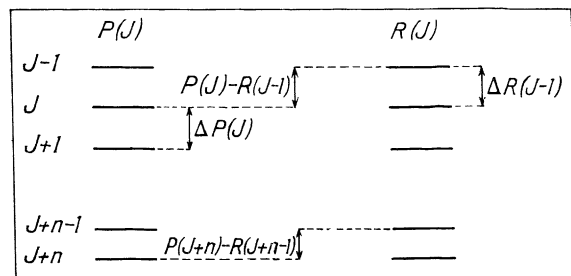 P(J) R(J)
J-1
P(J)-R(J-1) ΔR(J-1)
J
ΔP(J)
J+1
J+n-1
P(J+n)-R(J+n-1)
J+n